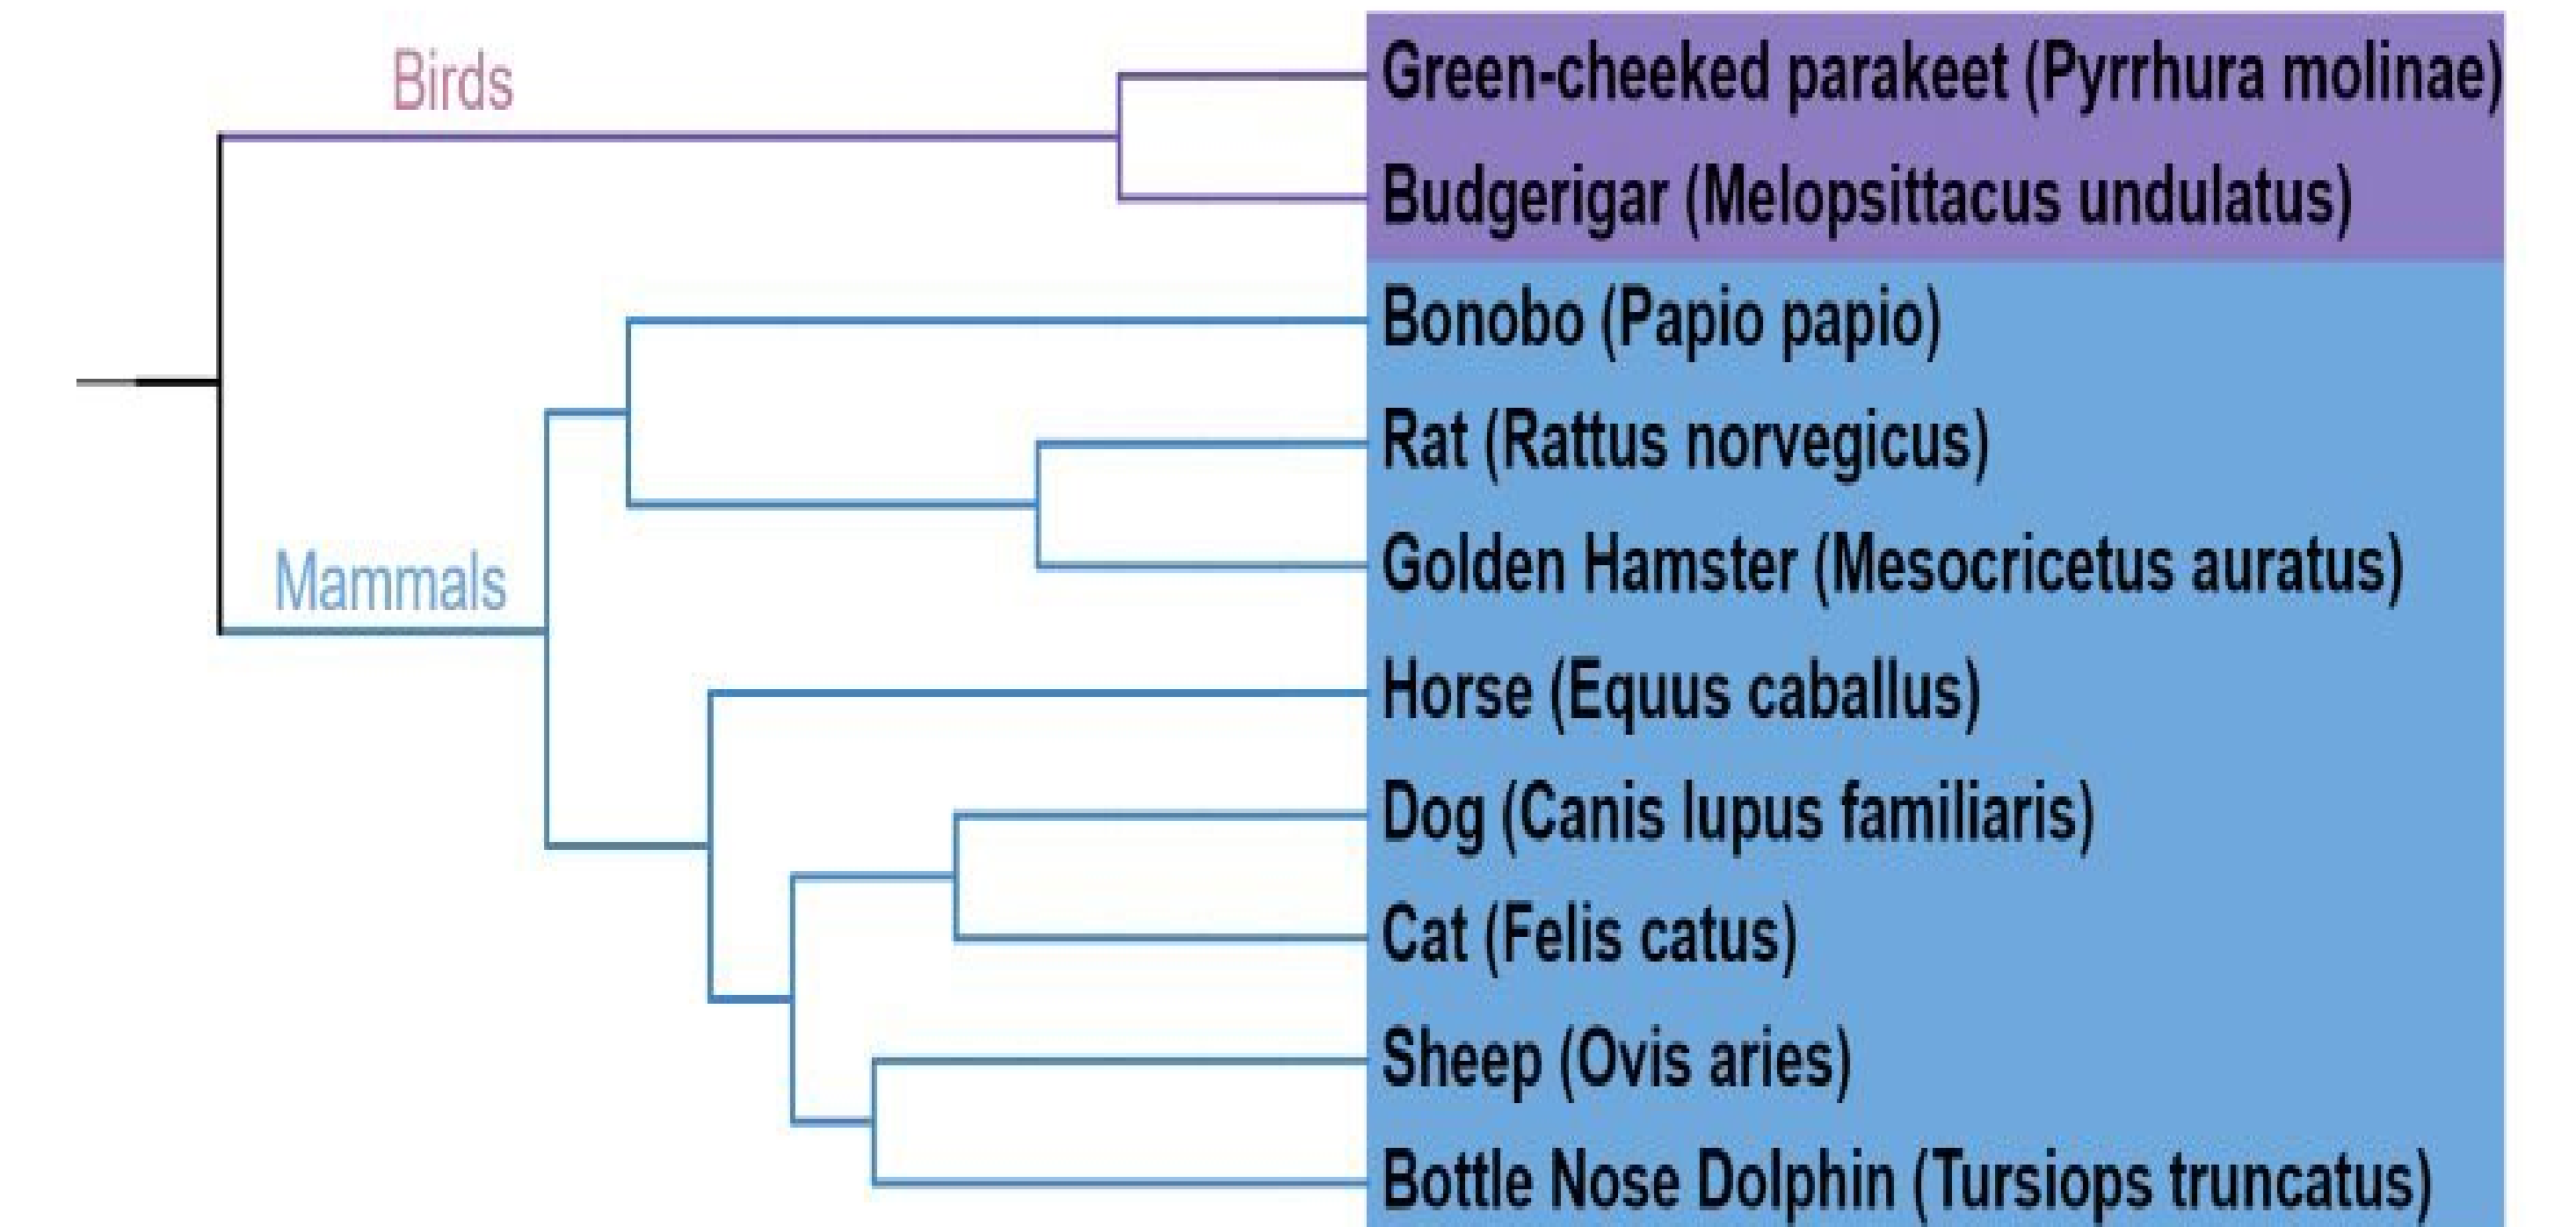 Birds
Green-cheeked parakeet (Pyrrhura molinae)
Budgerigar (Melopsittacus undulatus)
Bonobo (Papio papio)
Rat (Rattus norvegicus)
Golden Hamster (Mesocricetus auratus)
Mammals
Horse (Equus caballus)
Dog (Canis lupus familiaris)
Cat (Felis catus)
Sheep (Ovis aries)
Bottle Nose Dolphin (Tursiops truncatus)